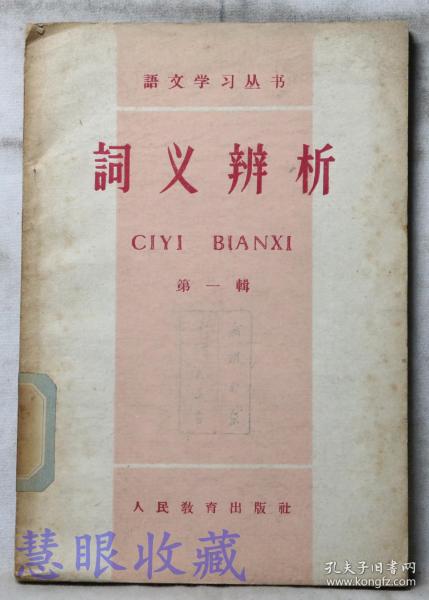 語文学习丛书
詞义辨析
CIYI BIANXI
第一輯
人民敎育出版社
慧眼收藏
孔夫子旧书网
www.kongfz.com